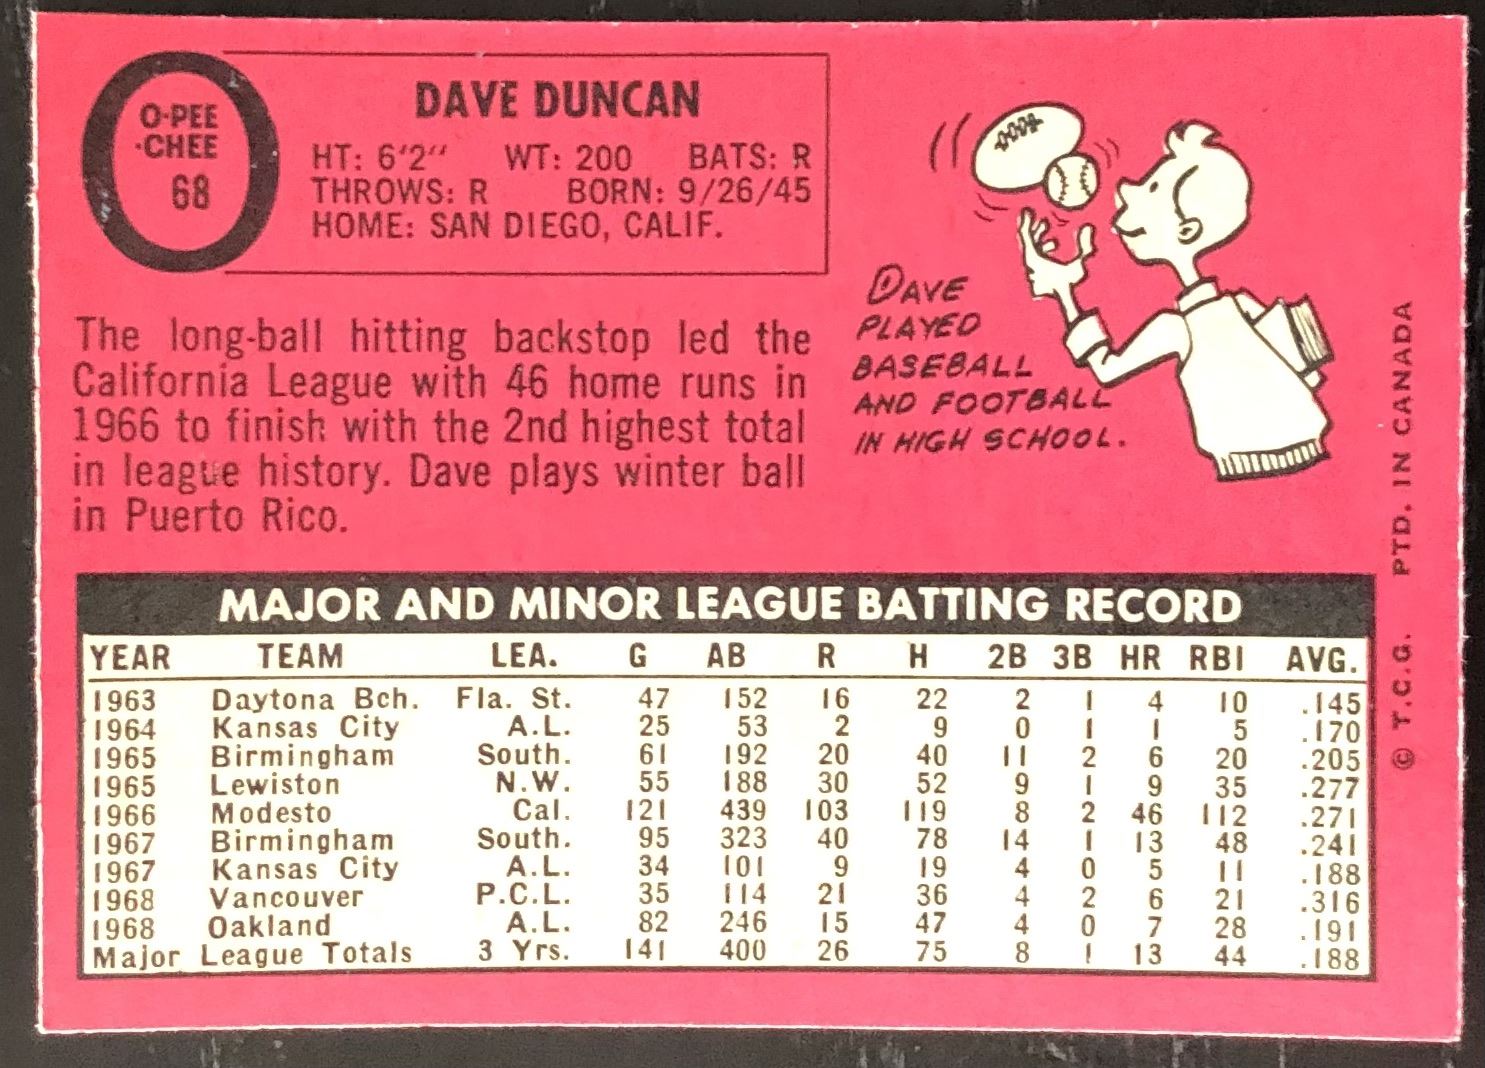 O-PEE
-CHEE
68
DAVE DUNCAN
HT: 6'2" WT: 200 BATS: R
THROWS: R BORN: 9/26/45
HOME: SAN DIEGO, CALIF.
The long-ball hitting backstop led the
California League with 46 home runs in
1966 to finish with the 2nd highest total
in league history. Dave plays winter ball
in Puerto Rico.
DAVE
PLAYED
BASEBALL
AND FOOTBALL
IN HIGH SCHOOL.
MAJOR AND MINOR LEAGUE BATTING RECORD
YEAR TEAM LEA. G AB R H 2B 3B HR RBI AVG.
1963 Daytona Bch. Fla. St. 47 152 16 22 2 1 4 10 .145
1964 Kansas City A.L. 25 53 2 9 0 1 1 5 .170
1965 Birmingham South. 61 192 20 40 11 2 6 20 .205
1965 Lewiston N.W. 55 188 30 52 9 1 9 35 .277
1966 Modesto Cal. 121 439 103 119 8 2 46 112 .271
1967 Birmingham South. 95 323 40 78 14 1 13 48 .241
1967 Kansas City A.L. 34 101 9 19 4 0 5 11 .188
1968 Vancouver P.C.L. 35 114 21 36 4 2 6 21 .316
1968 Oakland A.L. 82 246 15 47 4 0 7 28 .191
Major League Totals 3 Yrs. 141 400 26 75 8 1 13 44 .188
© T.C.G. PTD. IN CANADA